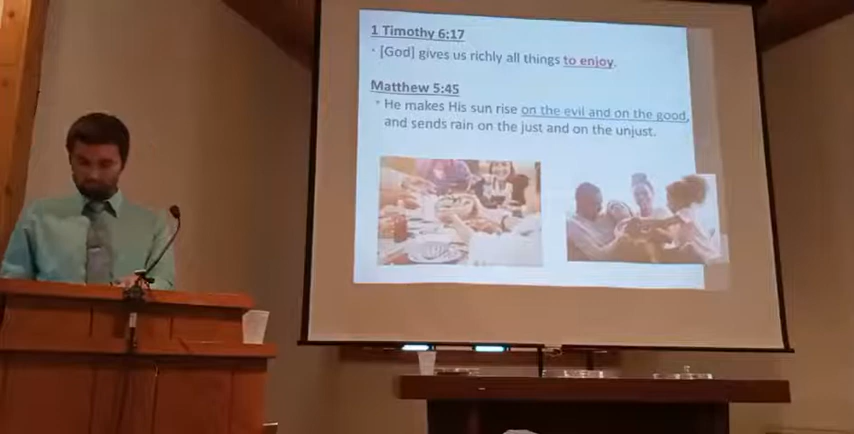 1 Timothy 6:17
• [God] gives us richly all things to enjoy.
Matthew 5:45
• He makes His sun rise on the evil and on the good,
and sends rain on the just and on the unjust.